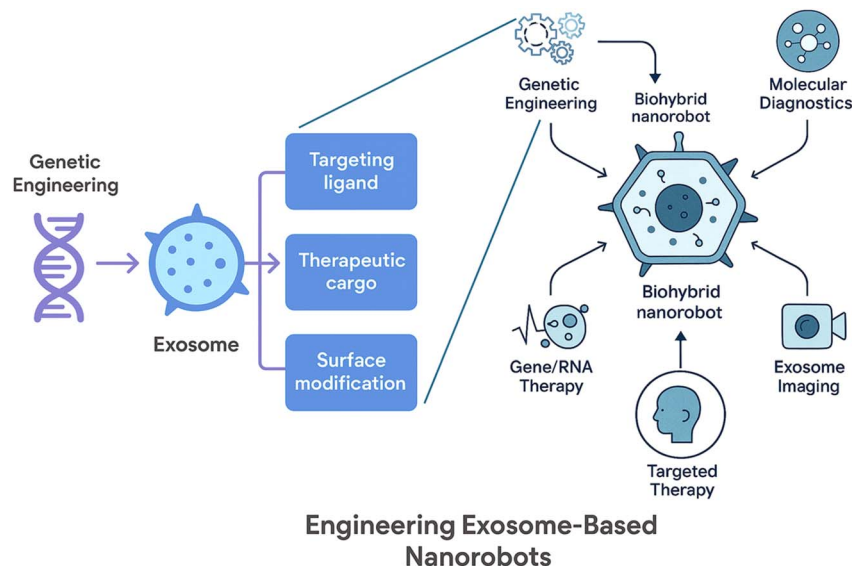 Genetic
Engineering
Exosome
Targeting
ligand
Therapeutic
cargo
Surface
modification
Genetic
Engineering
Biohybrid
nanorobot
Molecular
Diagnostics
Biohybrid
nanorobot
Gene/RNA
Therapy
Exosome
Imaging
Targeted
Therapy
Engineering Exosome-Based
Nanorobots